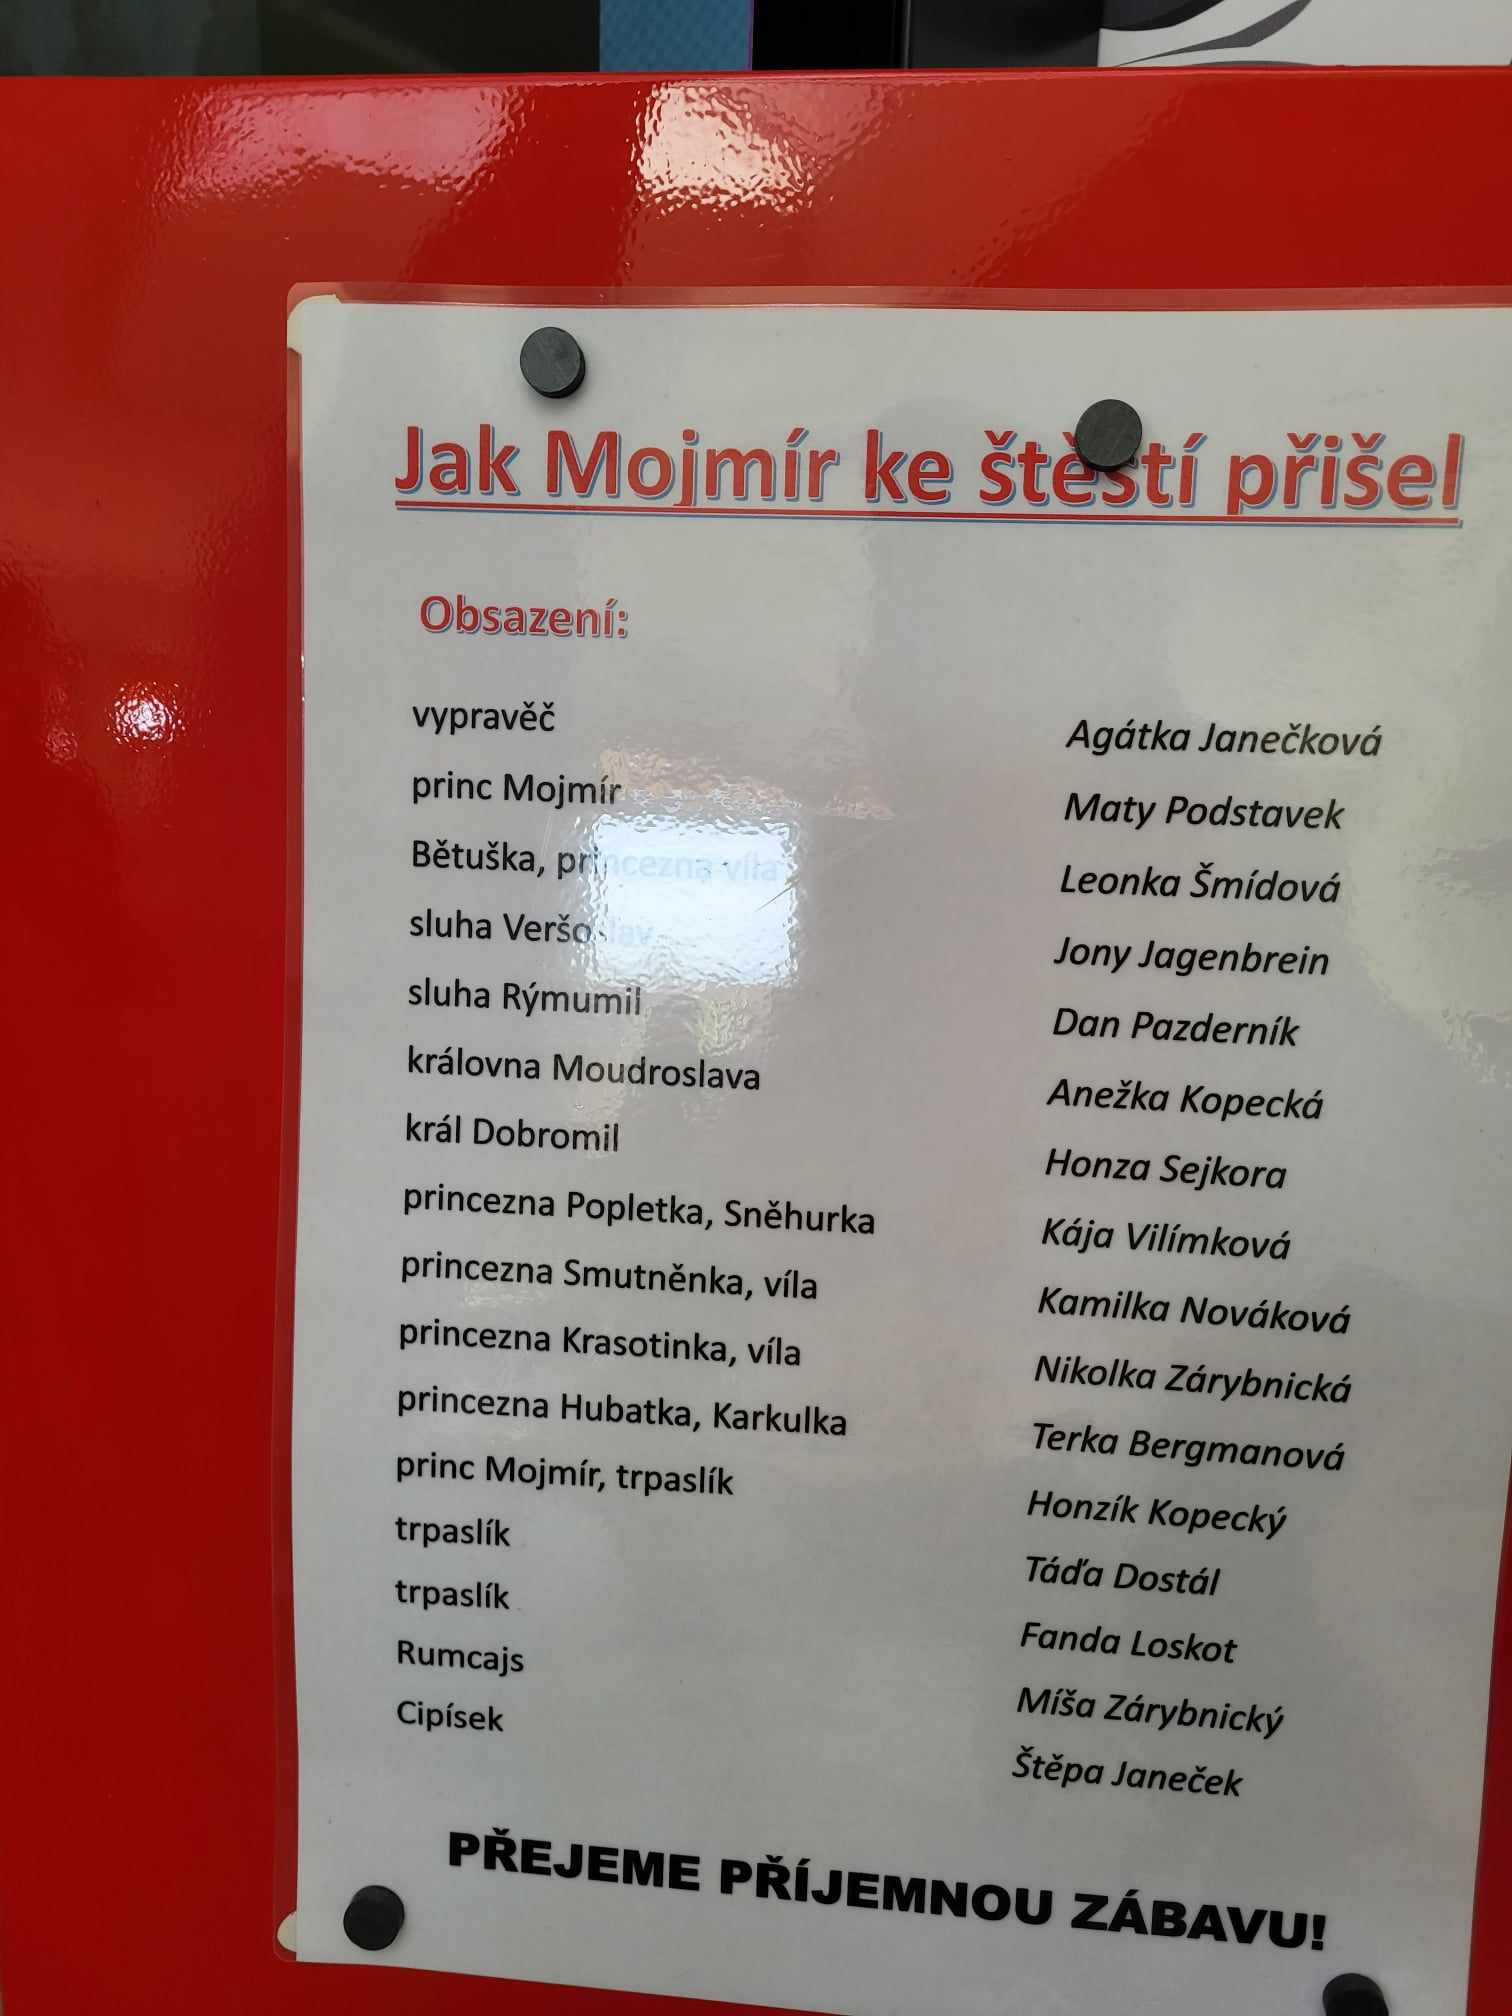 Jak Mojmír ke štěstí přišel
Obsazení:
vypravěč Agátka Janečková
princ Mojmír Maty Podstavek
Bětuška, princezna víla Leonka Šmídová
sluha Veršoslav Jony Jagenbrein
sluha Rýmumil Dan Pazderník
královna Moudroslava Anežka Kopecká
král Dobromil Honza Sejkora
princezna Popletka, Sněhurka Kája Vilímková
princezna Smutněnka, víla Kamilka Nováková
princezna Krasotinka, víla Nikolka Zárybnická
princezna Hubatka, Karkulka Terka Bergmanová
princ Mojmír, trpaslík Honzík Kopecký
trpaslík Táďa Dostál
trpaslík Fanda Loskot
Rumcajs Míša Zárybnický
Cipísek Štěpa Janeček
PŘEJEME PŘÍJEMNOU ZÁBAVU!